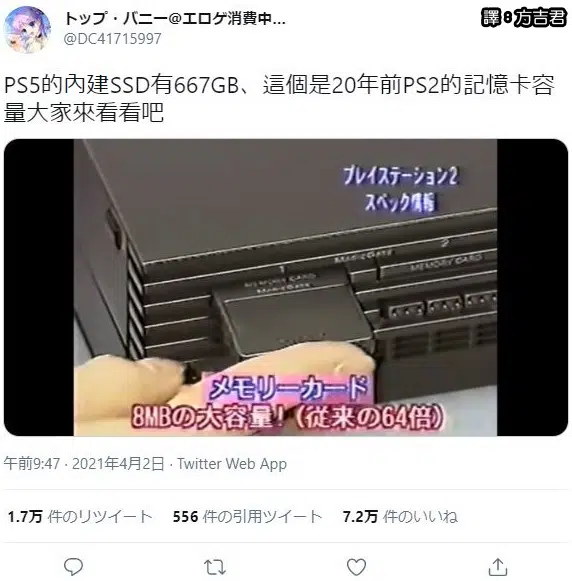 トップ・バニー@エロゲ消費中...
譯8方吉君
@DC41715997
PS5的內建SSD有667GB、這個是20年前PS2的記憶卡容
量大家來看看吧
プレイステーション2
スペック情報
1
MAGICGATE
2
MEMORY CARD
MEMORY CARD
MAGICGATE
メモリーカード
8MBの大容量!(従来の64倍)
午前9:47 · 2021年4月2日 · Twitter Web App
1.7万 件のリツイート 556 件の引用ツイート 7.2万 件のいいね